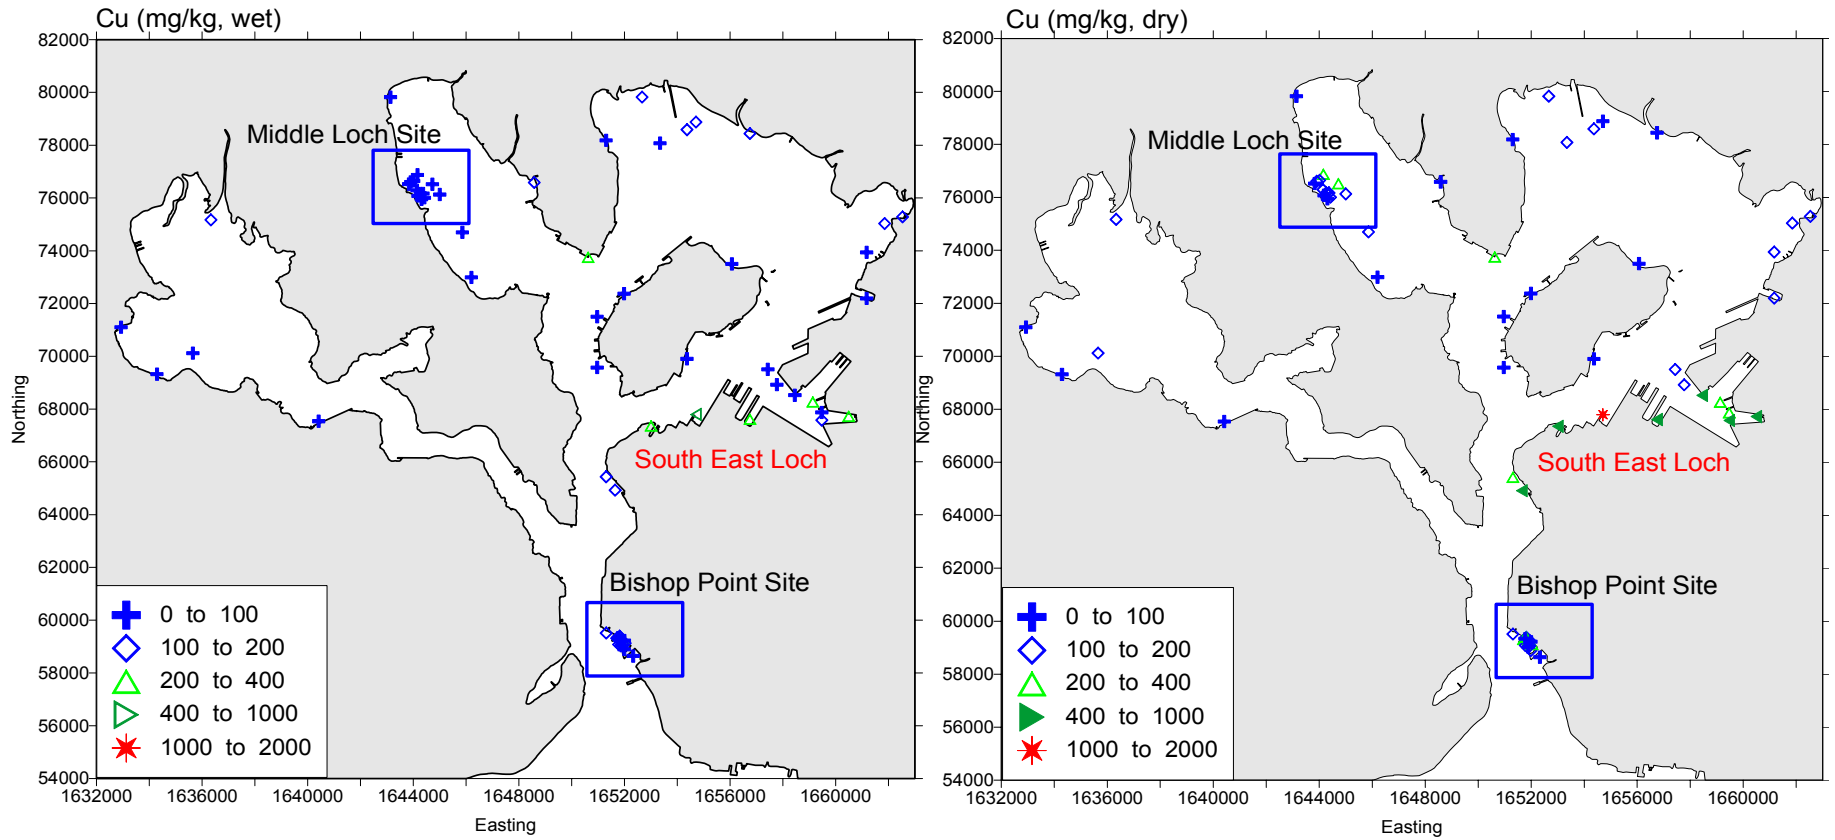 Cu (mg/kg, wet)
82000
80000
78000
76000
74000
72000
70000
68000
66000
64000
62000
60000
58000
56000
54000
Northing
Middle Loch Site
South East Loch
Bishop Point Site
0 to 100
100 to 200
200 to 400
400 to 1000
1000 to 2000
1632000 1636000 1640000 1644000 1648000 1652000 1656000 1660000
Easting
Cu (mg/kg, dry)
82000
80000
78000
76000
74000
72000
70000
68000
66000
64000
62000
60000
58000
56000
54000
Northing
Middle Loch Site
South East Loch
Bishop Point Site
0 to 100
100 to 200
200 to 400
400 to 1000
1000 to 2000
1632000 1636000 1640000 1644000 1648000 1652000 1656000 1660000
Easting